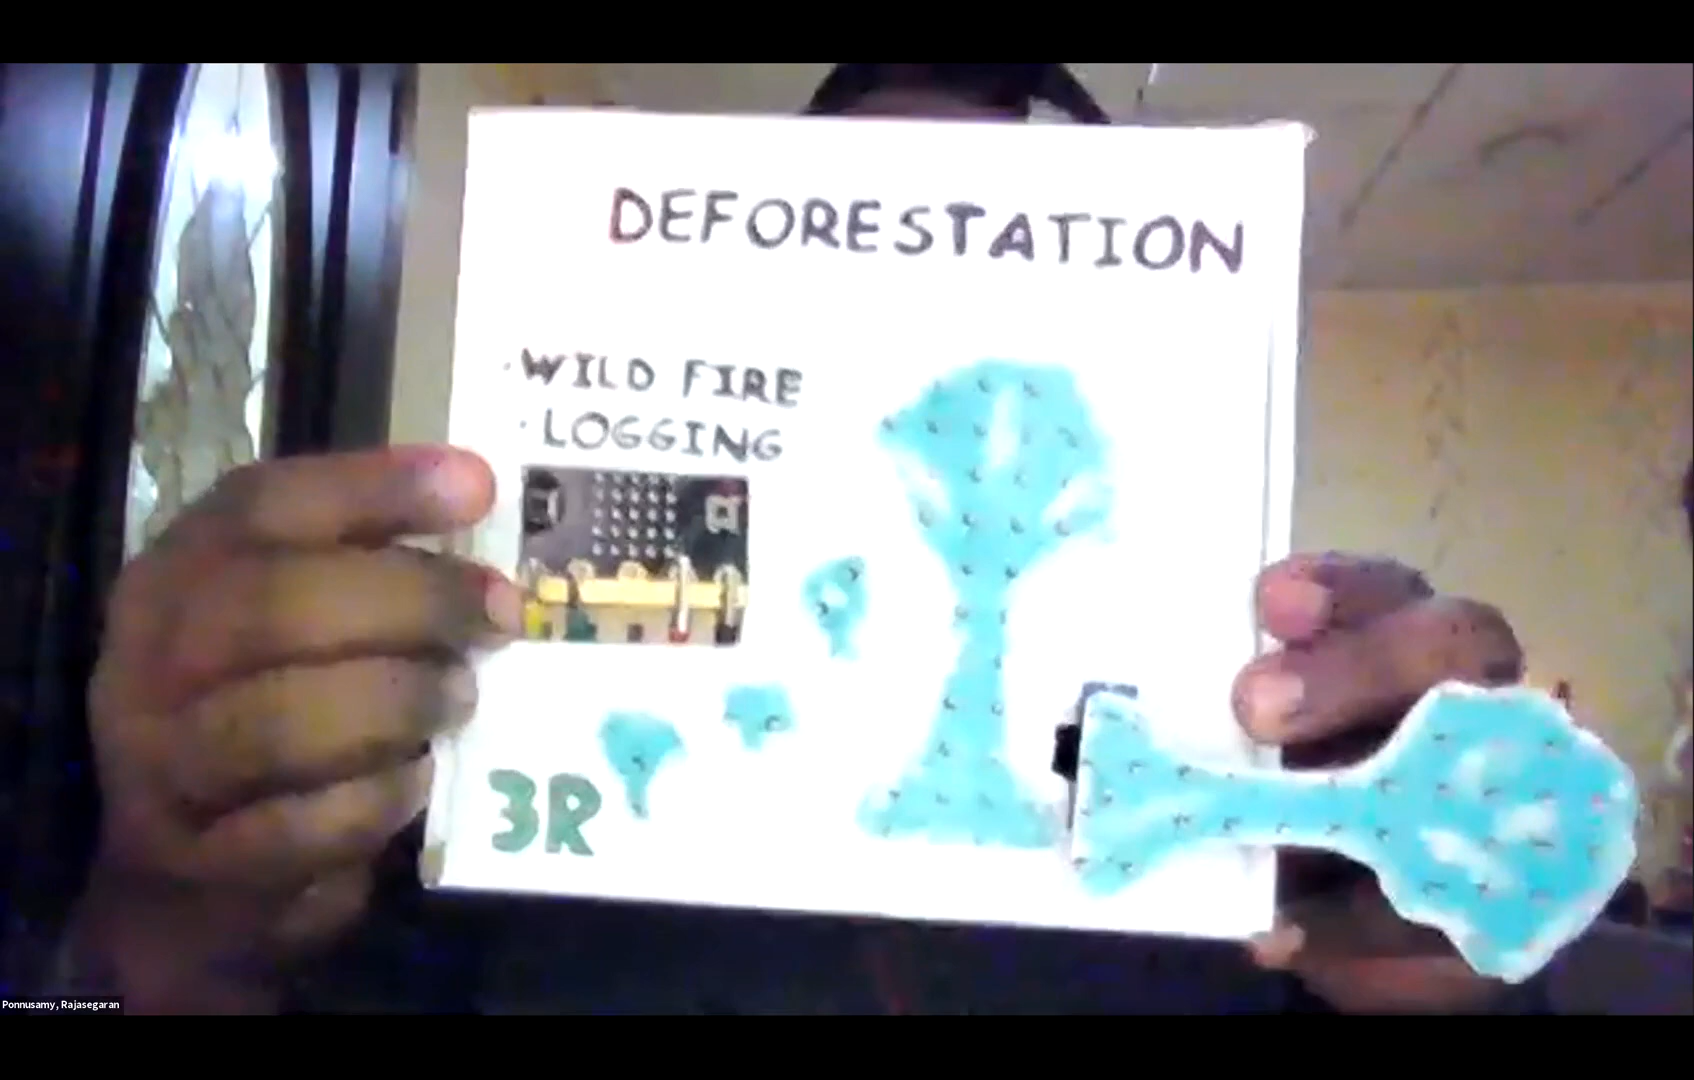 DEFORESTATION
· WILD FIRE
· LOGGING
3R
Ponnusamy, Rajasegaran